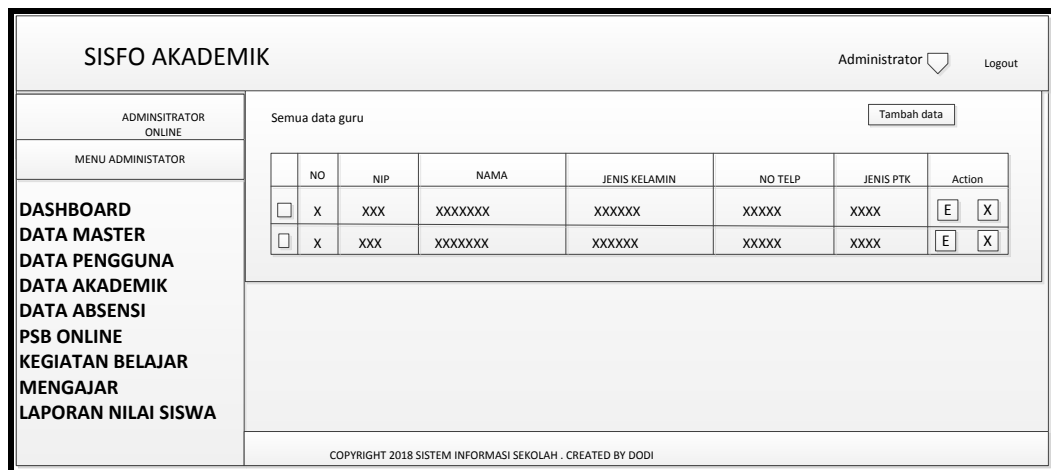 SISFO AKADEMIK
Administrator
Logout
ADMINSITRATOR
ONLINE
MENU ADMINISTATOR
DASHBOARD
DATA MASTER
DATA PENGGUNA
DATA AKADEMIK
DATA ABSENSI
PSB ONLINE
KEGIATAN BELAJAR
MENGAJAR
LAPORAN NILAI SISWA
Semua data guru
Tambah data
NO NIP NAMA JENIS KELAMIN NO TELP JENIS PTK Action
X XXX XXXXXXX XXXXXX XXXXX XXXX E X
X XXX XXXXXXX XXXXXX XXXXX XXXX E X
COPYRIGHT 2018 SISTEM INFORMASI SEKOLAH . CREATED BY DODI